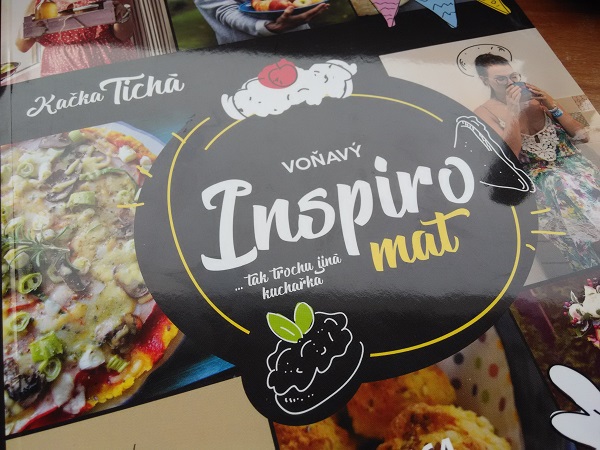 Kačka Tichá
VOŇAVÝ
Inspiro
mat
... tak trochu jiná
kuchařka